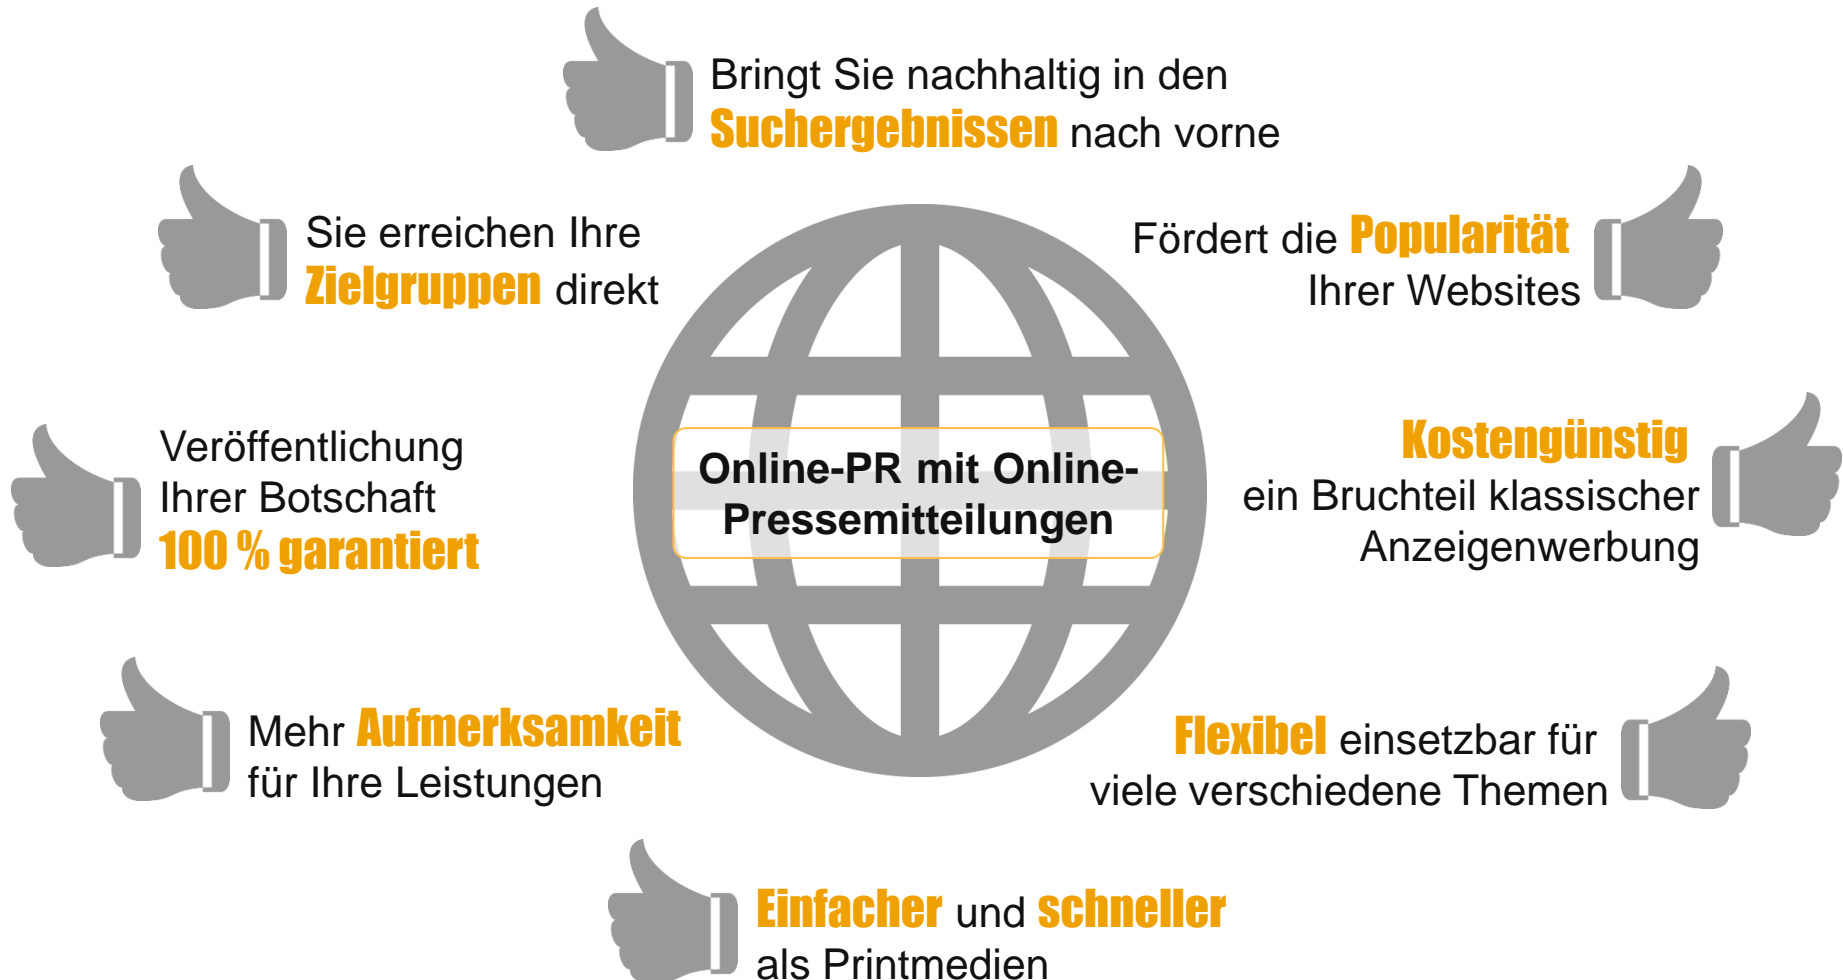 Bringt Sie nachhaltig in den
Suchergebnissen nach vorne
Sie erreichen Ihre
Zielgruppen direkt
Fördert die Popularität
Ihrer Websites
Veröffentlichung
Ihrer Botschaft
100 % garantiert
Online-PR mit Online-
Pressemitteilungen
Kostengünstig
ein Bruchteil klassischer
Anzeigenwerbung
Mehr Aufmerksamkeit
für Ihre Leistungen
Flexibel einsetzbar für
viele verschiedene Themen
Einfacher und schneller
als Printmedien